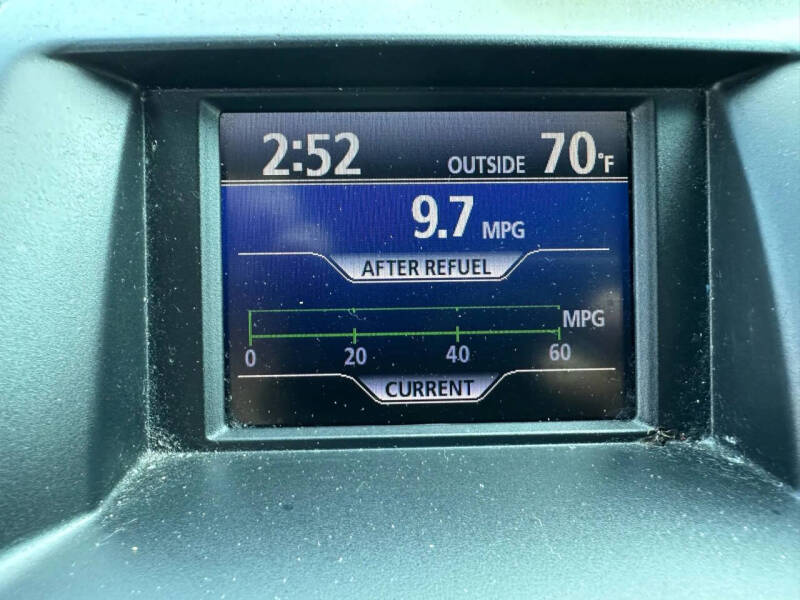 2:52 OUTSIDE 70°F
9.7 MPG
AFTER REFUEL
MPG
0 20 40 60
CURRENT